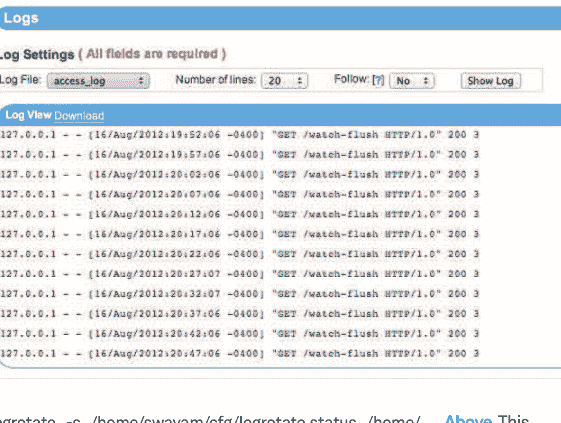 Logs
Log Settings ( All fields are required )
Log File: access_log Number of lines: 20 Follow: [?] No Show Log
Log View Download
127.0.0.1 - - [16/Aug/2012:19:52:06 -0400] "GET /watch-flush HTTP/1.0" 200 3
127.0.0.1 - - [16/Aug/2012:19:57:06 -0400] "GET /watch-flush HTTP/1.0" 200 3
127.0.0.1 - - [16/Aug/2012:20:02:06 -0400] "GET /watch-flush HTTP/1.0" 200 3
127.0.0.1 - - [16/Aug/2012:20:07:06 -0400] "GET /watch-flush HTTP/1.0" 200 3
127.0.0.1 - - [16/Aug/2012:20:12:06 -0400] "GET /watch-flush HTTP/1.0" 200 3
127.0.0.1 - - [16/Aug/2012:20:17:06 -0400] "GET /watch-flush HTTP/1.0" 200 3
127.0.0.1 - - [16/Aug/2012:20:22:06 -0400] "GET /watch-flush HTTP/1.0" 200 3
127.0.0.1 - - [16/Aug/2012:20:27:07 -0400] "GET /watch-flush HTTP/1.0" 200 3
127.0.0.1 - - [16/Aug/2012:20:32:07 -0400] "GET /watch-flush HTTP/1.0" 200 3
127.0.0.1 - - [16/Aug/2012:20:37:06 -0400] "GET /watch-flush HTTP/1.0" 200 3
127.0.0.1 - - [16/Aug/2012:20:42:06 -0400] "GET /watch-flush HTTP/1.0" 200 3
127.0.0.1 - - [16/Aug/2012:20:47:06 -0400] "GET /watch-flush HTTP/1.0" 200 3
logrotate -s /home/swayam/cfg/logrotate.status /home/ Above This